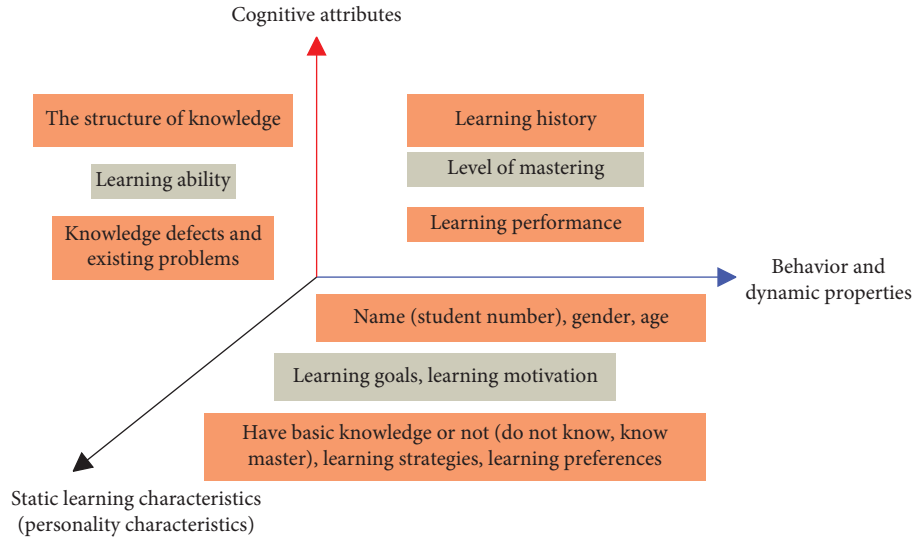 Cognitive attributes
The structure of knowledge
Learning ability
Knowledge defects and
existing problems
Learning history
Level of mastering
Learning performance
Behavior and
dynamic properties
Name (student number), gender, age
Learning goals, learning motivation
Have basic knowledge or not (do not know, know
master), learning strategies, learning preferences
Static learning characteristics
(personality characteristics)